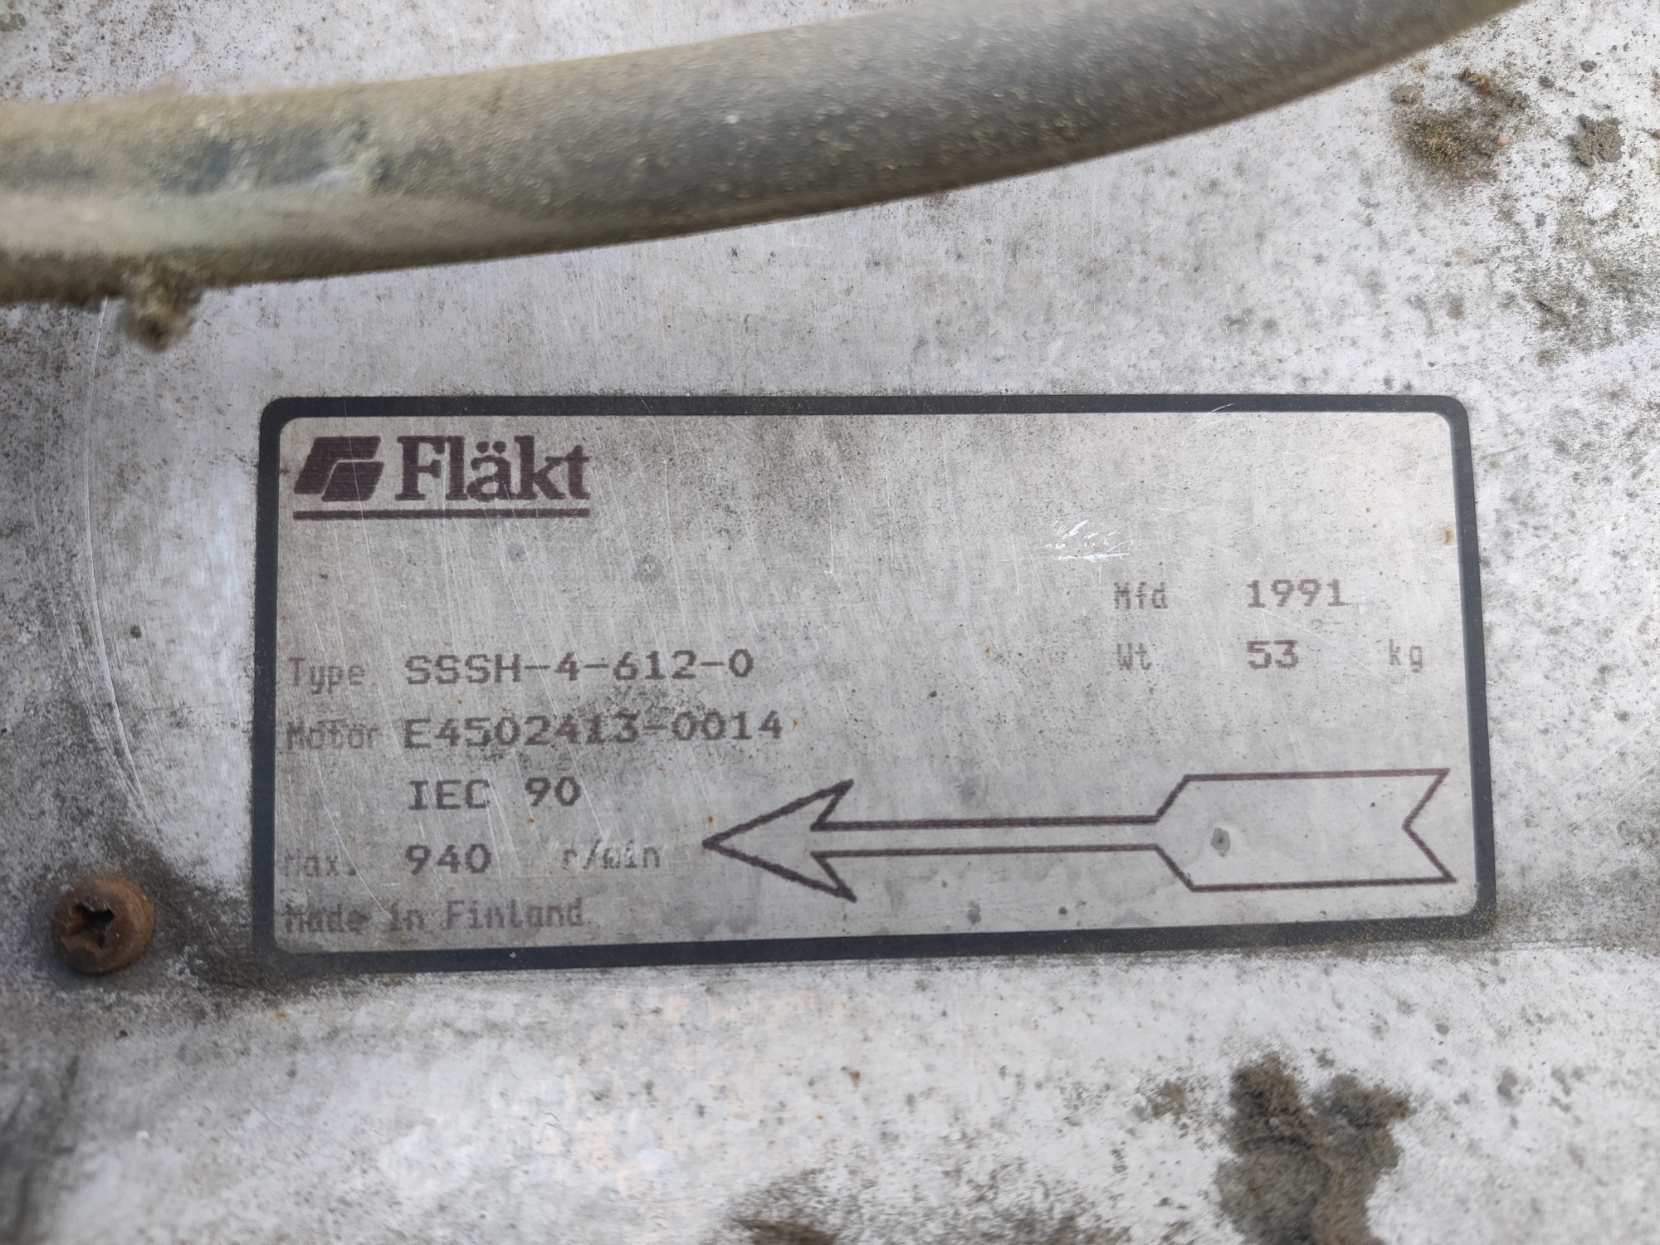 Fläkt
Mfd 1991
Type SSSH-4-612-0 Wt 53 kg
Motor E4502413-0014
IEC 90
Max. 940 r/min
Made in Finland